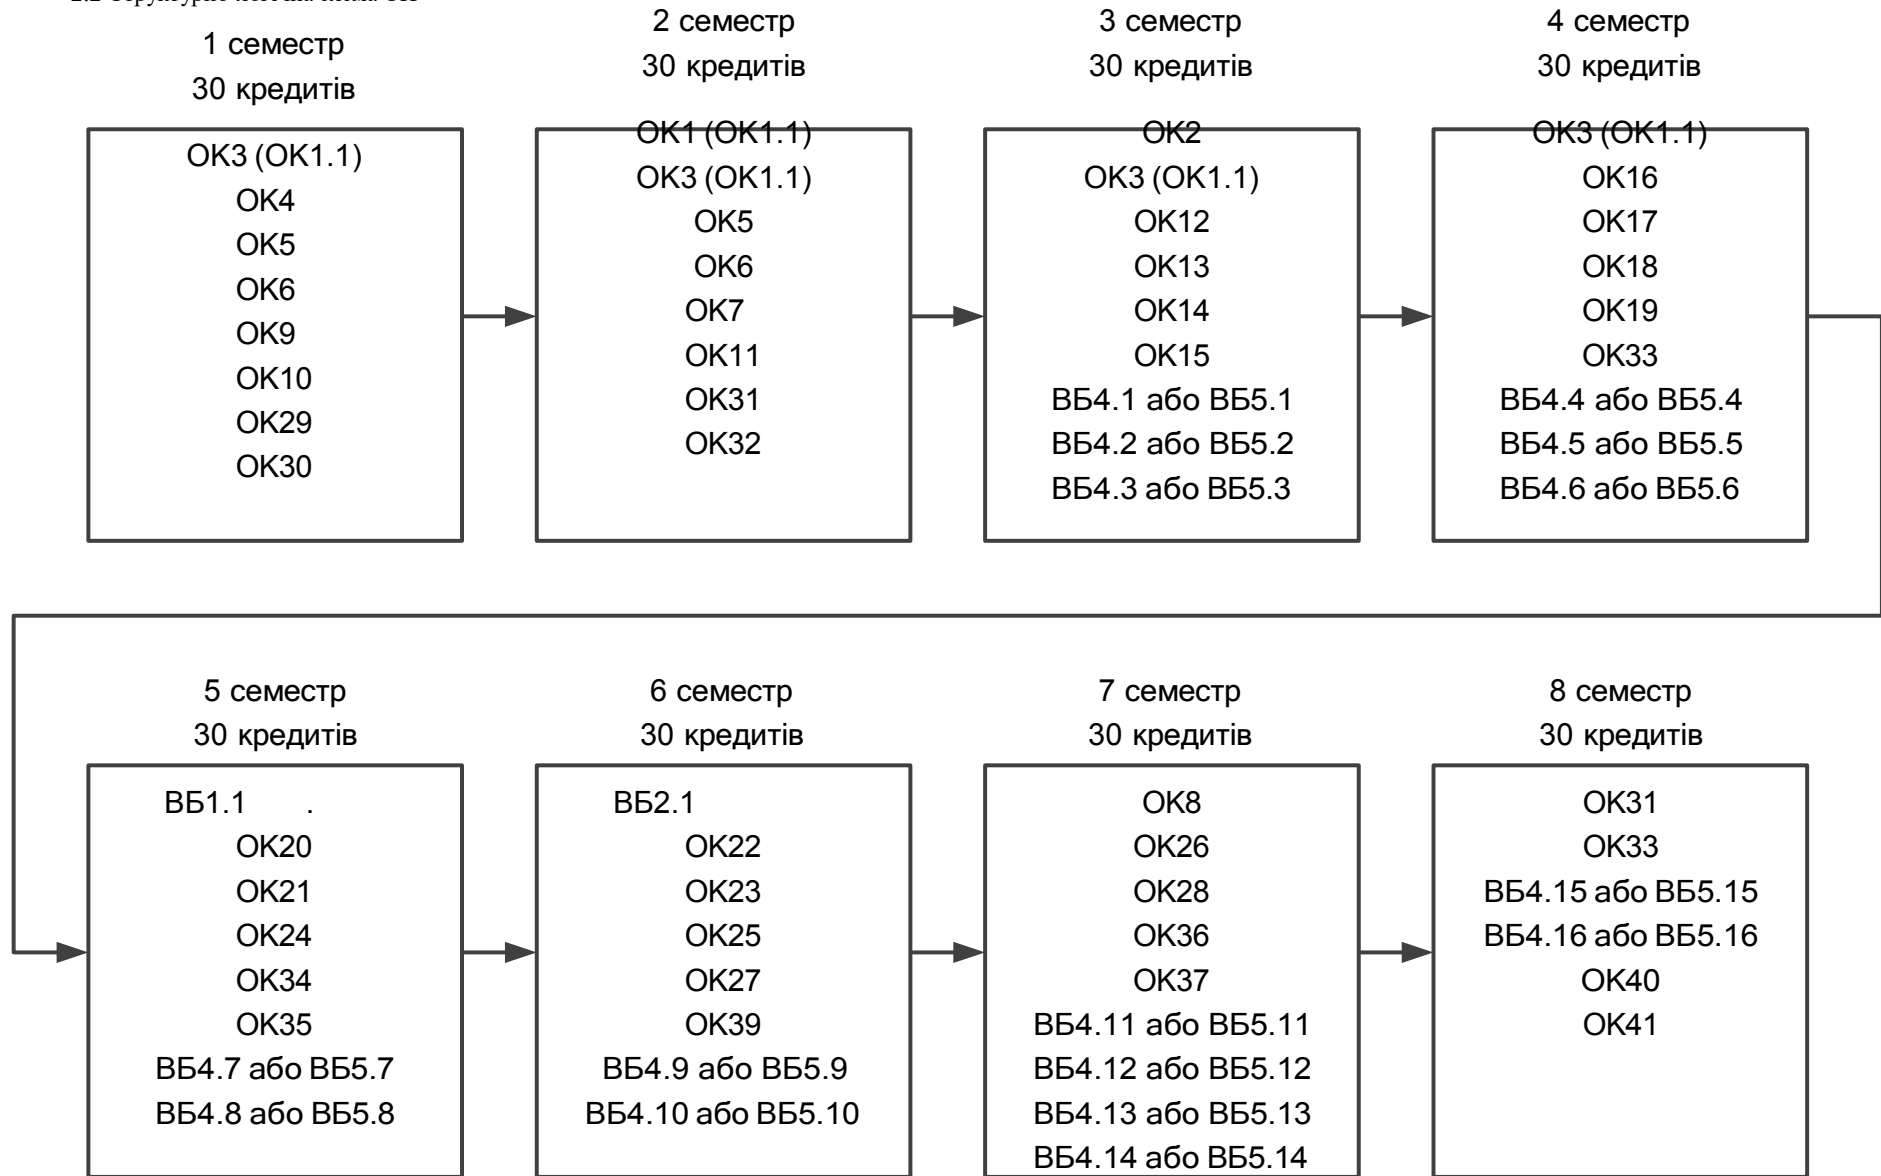 1 семестр
30 кредитів
ОК3 (ОК1.1)
ОК4
ОК5
ОК6
ОК9
ОК10
ОК29
ОК30
2 семестр
30 кредитів
ОК1 (ОК1.1)
ОК3 (ОК1.1)
ОК5
ОК6
ОК7
ОК11
ОК31
ОК32
3 семестр
30 кредитів
ОК2
ОК3 (ОК1.1)
ОК12
ОК13
ОК14
ОК15
ВБ4.1 або ВБ5.1
ВБ4.2 або ВБ5.2
ВБ4.3 або ВБ5.3
4 семестр
30 кредитів
ОК3 (ОК1.1)
ОК16
ОК17
ОК18
ОК19
ОК33
ВБ4.4 або ВБ5.4
ВБ4.5 або ВБ5.5
ВБ4.6 або ВБ5.6
5 семестр
30 кредитів
ВБ1.1 .
ОК20
ОК21
ОК24
ОК34
ОК35
ВБ4.7 або ВБ5.7
ВБ4.8 або ВБ5.8
6 семестр
30 кредитів
ВБ2.1
ОК22
ОК23
ОК25
ОК27
ОК39
ВБ4.9 або ВБ5.9
ВБ4.10 або ВБ5.10
7 семестр
30 кредитів
ОК8
ОК26
ОК28
ОК36
ОК37
ВБ4.11 або ВБ5.11
ВБ4.12 або ВБ5.12
ВБ4.13 або ВБ5.13
ВБ4.14 або ВБ5.14
8 семестр
30 кредитів
ОК31
ОК33
ВБ4.15 або ВБ5.15
ВБ4.16 або ВБ5.16
ОК40
ОК41